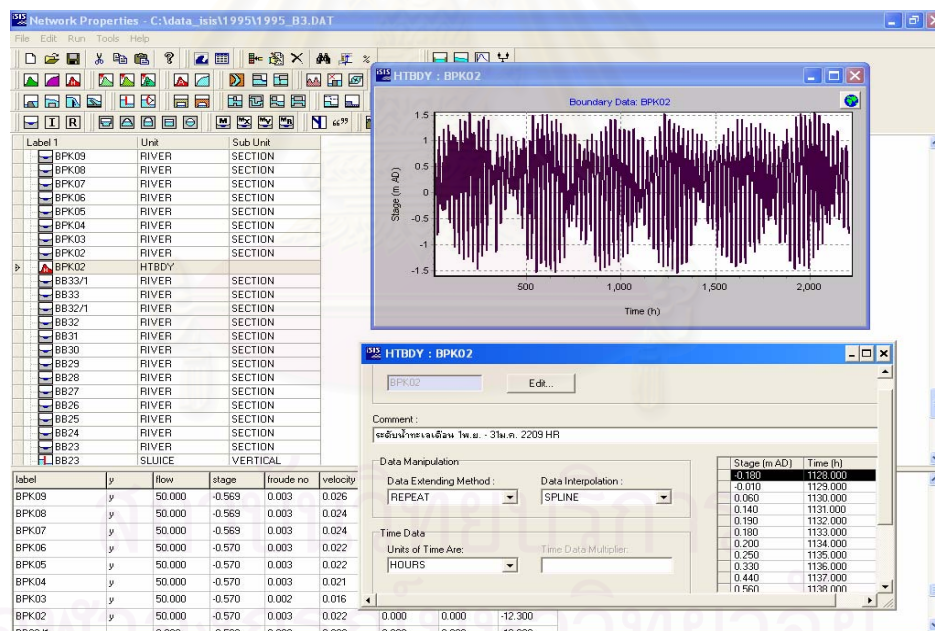 Network Properties - C:\data_isis\1995\1995_B3.DAT
File Edit Run Tools Help
Label 1 Unit Sub Unit
BPK09 RIVER SECTION
BPK08 RIVER SECTION
BPK07 RIVER SECTION
BPK06 RIVER SECTION
BPK05 RIVER SECTION
BPK04 RIVER SECTION
BPK03 RIVER SECTION
BPK02 RIVER SECTION
BPK02 HTBDY
BB33/1 RIVER SECTION
BB33 RIVER SECTION
BB32/1 RIVER SECTION
BB32 RIVER SECTION
BB31 RIVER SECTION
BB30 RIVER SECTION
BB29 RIVER SECTION
BB28 RIVER SECTION
BB27 RIVER SECTION
BB26 RIVER SECTION
BB25 RIVER SECTION
BB24 RIVER SECTION
BB23 RIVER SECTION
BB23 SLUICE VERTICAL
HTBDY : BPK02
Boundary Data: BPK02
Stage (m AD)
1.5
1
0.5
0
-0.5
-1
-1.5
500 1,000 1,500 2,000
Time (h)
HTBDY : BPK02
BPK02 Edit...
Comment :
ระดับน้ำทะเลเดือน 1พ.ย. - 31ม.ค. 2209 HR
Data Manipulation
Data Extending Method : Data Interpolation :
REPEAT SPLINE
Time Data
Units of Time Are: Time Data Multiplier:
HOURS
Stage (m AD) Time (h)
-0.180 1128.000
-0.010 1129.000
0.060 1130.000
0.140 1131.000
0.190 1132.000
0.180 1133.000
0.200 1134.000
0.250 1135.000
0.330 1136.000
0.440 1137.000
0.560 1138.000
label y flow stage froude no velocity
BPK09 y 50.000 -0.569 0.003 0.026
BPK08 y 50.000 -0.569 0.003 0.024
BPK07 y 50.000 -0.569 0.003 0.024
BPK06 y 50.000 -0.570 0.003 0.022
BPK05 y 50.000 -0.570 0.003 0.022
BPK04 y 50.000 -0.570 0.003 0.021
BPK03 y 50.000 -0.570 0.002 0.016
BPK02 y 50.000 -0.570 0.003 0.022 0.000 0.000 -12.300